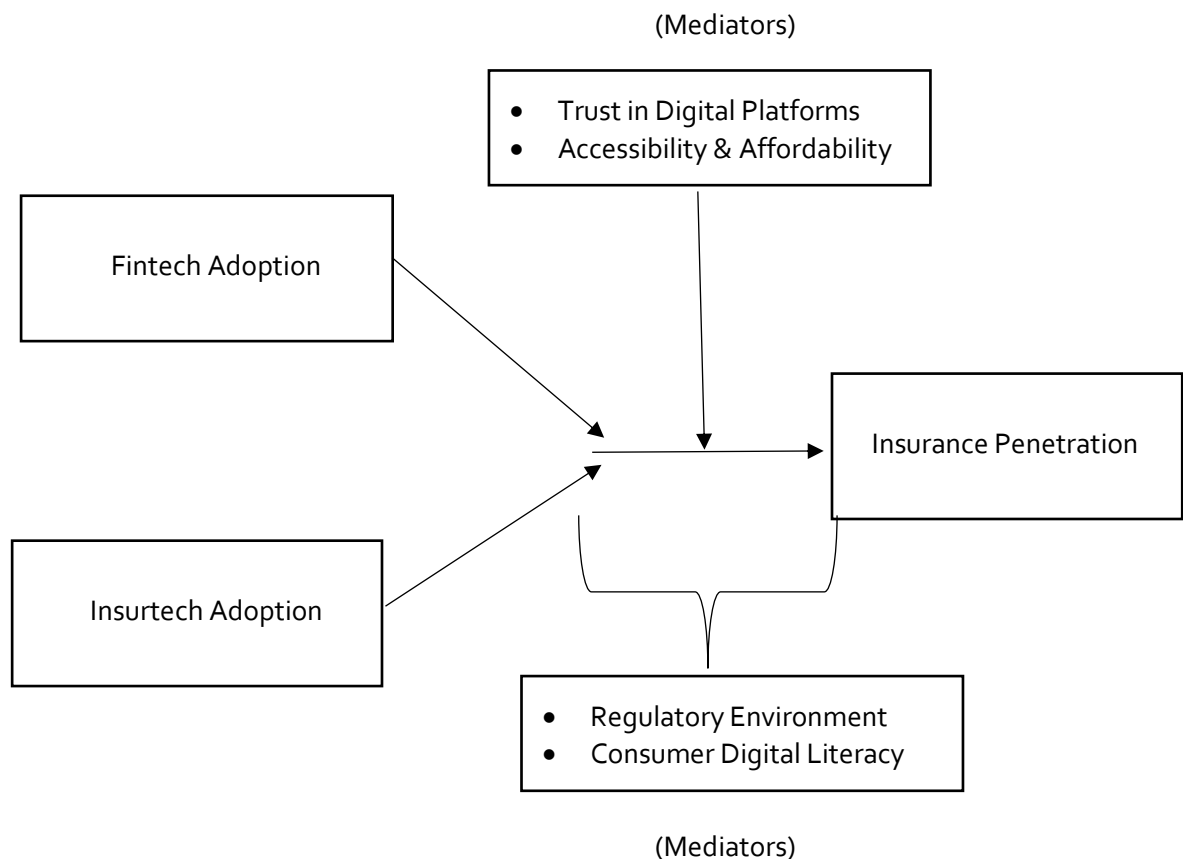 (Mediators)
• Trust in Digital Platforms
• Accessibility & Affordability
Fintech Adoption
Insurance Penetration
Insurtech Adoption
• Regulatory Environment
• Consumer Digital Literacy
(Mediators)